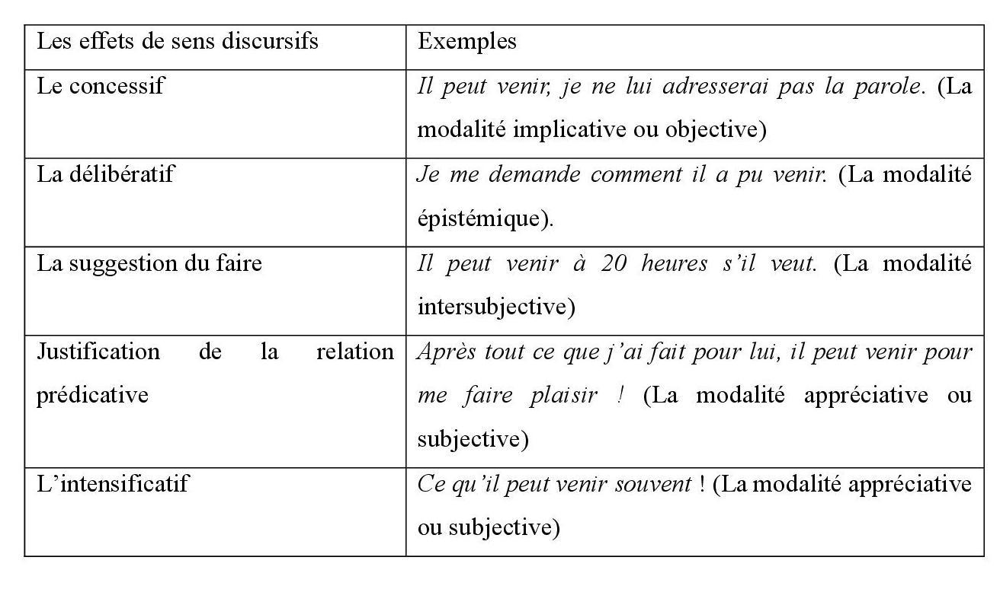 Les effets de sens discursifs
Exemples
Le concessif
Il peut venir, je ne lui adresserai pas la parole. (La
modalité implicative ou objective)
La délibératif
Je me demande comment il a pu venir. (La modalité
épistémique).
La suggestion du faire
Il peut venir à 20 heures s’il veut. (La modalité
intersubjective)
Justification de la relation
prédicative
Après tout ce que j’ai fait pour lui, il peut venir pour
me faire plaisir ! (La modalité appréciative ou
subjective)
L’intensificatif
Ce qu’il peut venir souvent ! (La modalité appréciative
ou subjective)